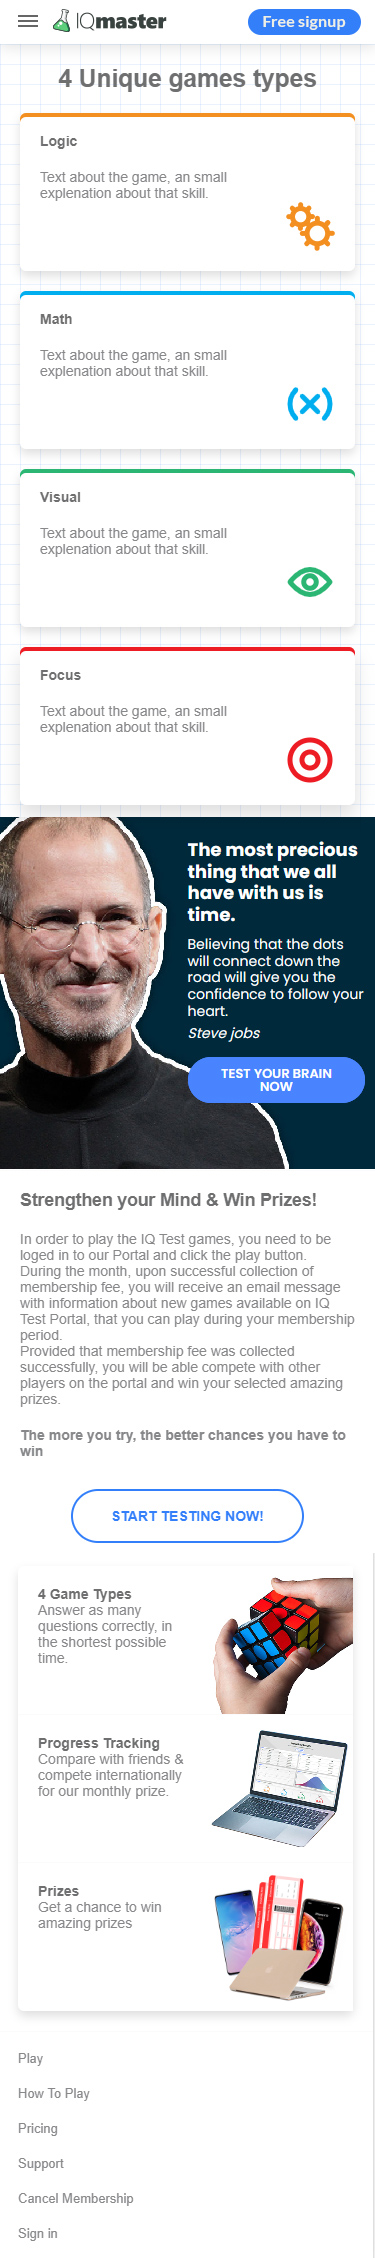 IQmaster
Free signup
4 Unique games types
Logic
Text about the game, an small
explenation about that skill.
Math
Text about the game, an small
explenation about that skill.
Visual
Text about the game, an small
explenation about that skill.
Focus
Text about the game, an small
explenation about that skill.
The most precious
thing that we all
have with us is
time.
Believing that the dots
will connect down the
road will give you the
confidence to follow your
heart.
Steve jobs
TEST YOUR BRAIN
NOW
Strengthen your Mind & Win Prizes!
In order to play the IQ Test games, you need to be
loged in to our Portal and click the play button.
During the month, upon successful collection of
membership fee, you will receive an email message
with information about new games available on IQ
Test Portal, that you can play during your membership
period.
Provided that membership fee was collected
successfully, you will be able compete with other
players on the portal and win your selected amazing
prizes.
The more you try, the better chances you have to
win
START TESTING NOW!
4 Game Types
Answer as many
questions correctly, in
the shortest possible
time.
Progress Tracking
Compare with friends &
compete internationally
for our monthly prize.
Prizes
Get a chance to win
amazing prizes
Play
How To Play
Pricing
Support
Cancel Membership
Sign in